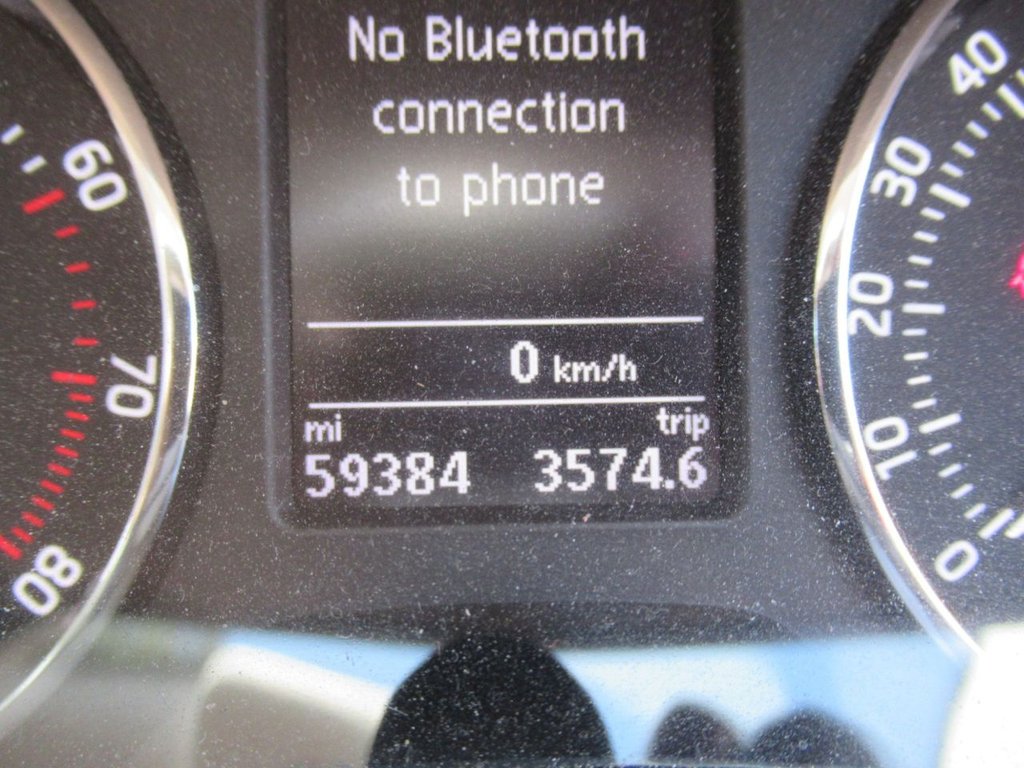 No Bluetooth
connection
to phone
0 km/h
mi trip
59384 3574.6
60
70
80
40
30
20
10
0